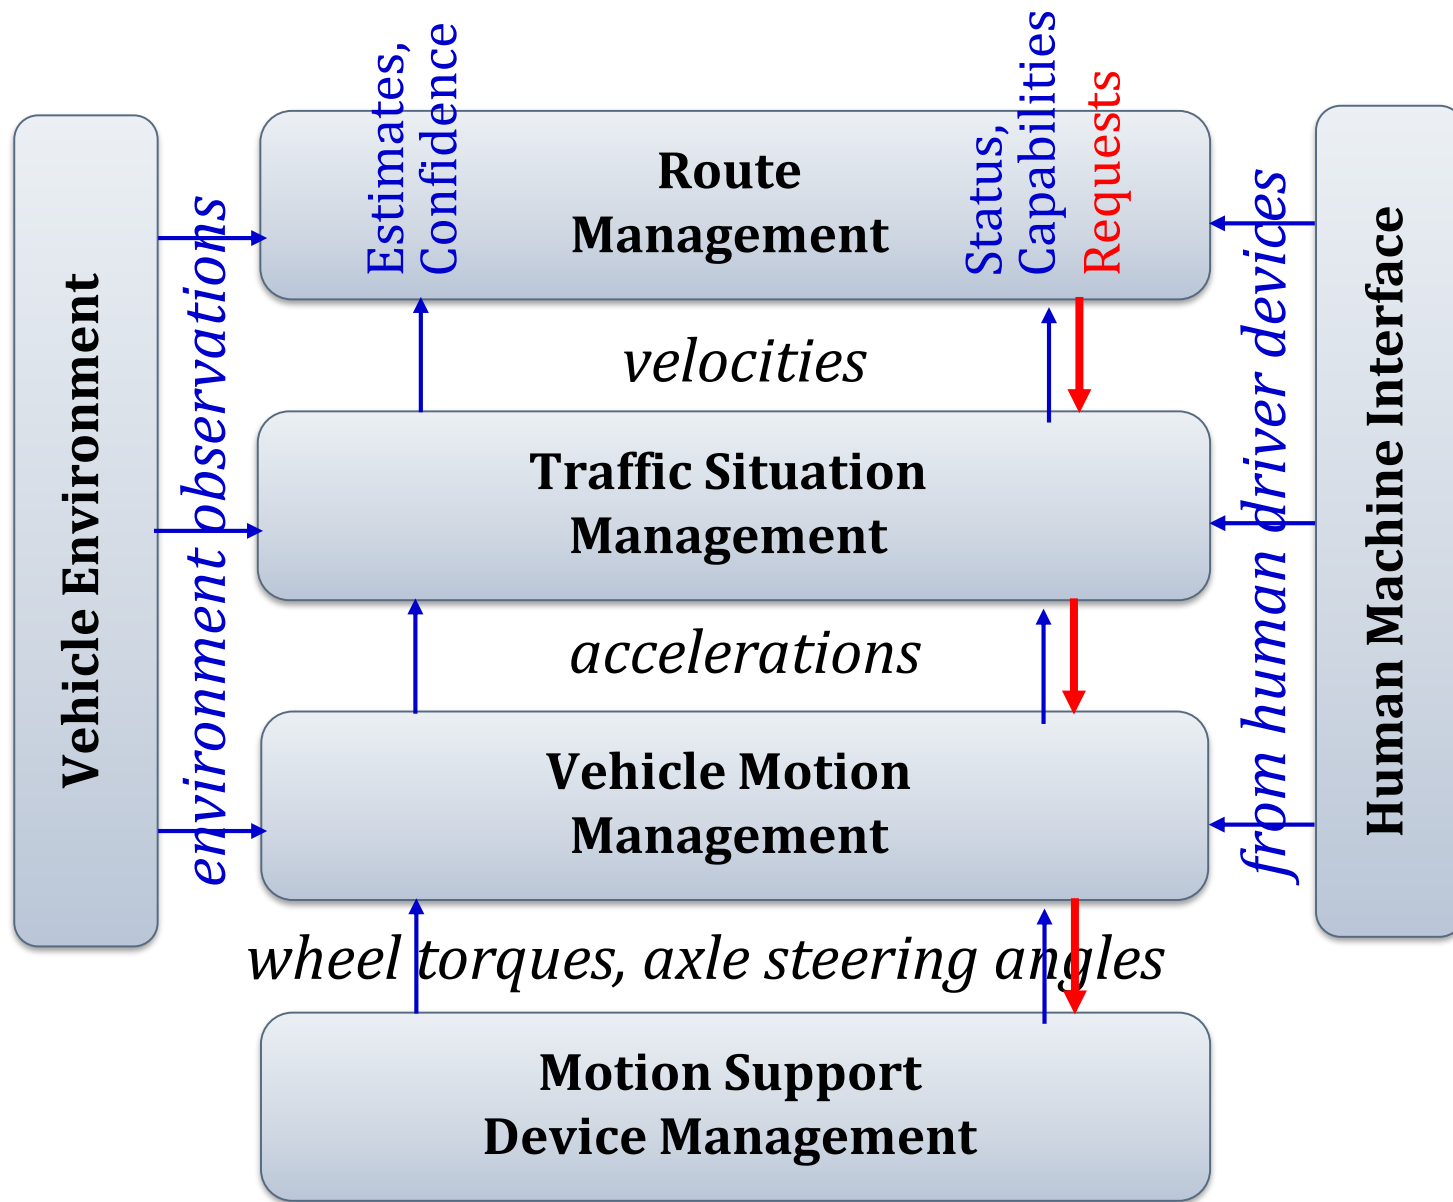 Estimates,
Confidence
Status,
Capabilities
Requests
Route
Management
velocities
Traffic Situation
Management
accelerations
Vehicle Motion
Management
wheel torques, axle steering angles
Motion Support
Device Management
Vehicle Environment
environment observations
from human driver devices
Human Machine Interface